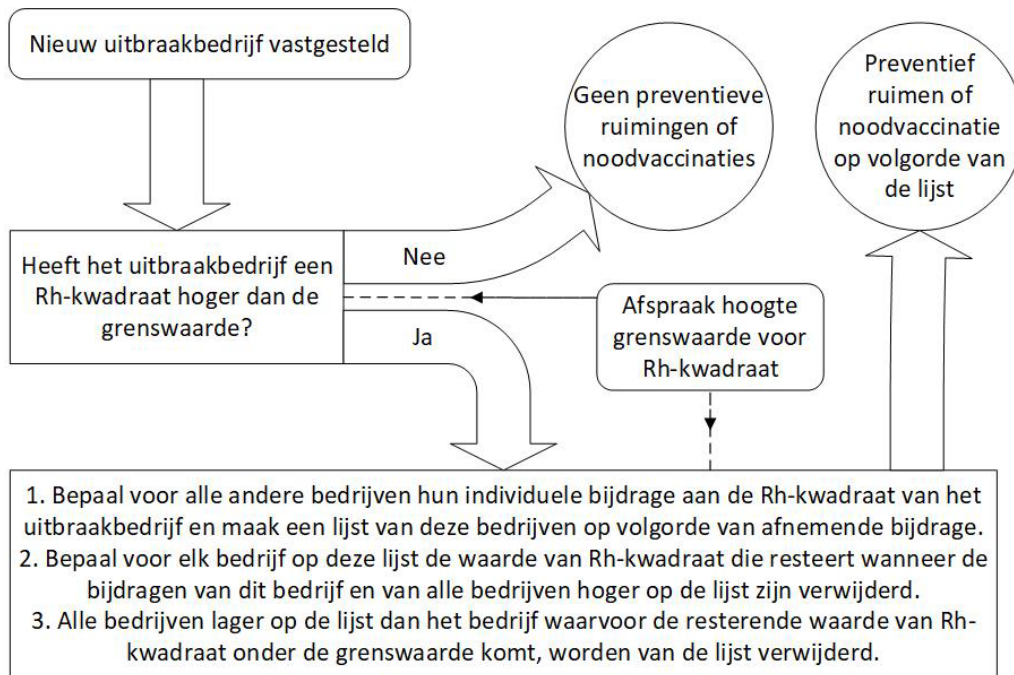 Nieuw uitbraakbedrijf vastgesteld
Geen preventieve
ruimingen of
noodvaccinaties
Preventief
ruimen of
noodvaccinatie
op volgorde van
de lijst
Heeft het uitbraakbedrijf een
Rh-kwadraat hoger dan de
grenswaarde?
Nee
Ja
Afspraak hoogte
grenswaarde voor
Rh-kwadraat
1. Bepaal voor alle andere bedrijven hun individuele bijdrage aan de Rh-kwadraat van het
uitbraakbedrijf en maak een lijst van deze bedrijven op volgorde van afnemende bijdrage.
2. Bepaal voor elk bedrijf op deze lijst de waarde van Rh-kwadraat die resteert wanneer de
bijdragen van dit bedrijf en van alle bedrijven hoger op de lijst zijn verwijderd.
3. Alle bedrijven lager op de lijst dan het bedrijf waarvoor de resterende waarde van Rh-
kwadraat onder de grenswaarde komt, worden van de lijst verwijderd.